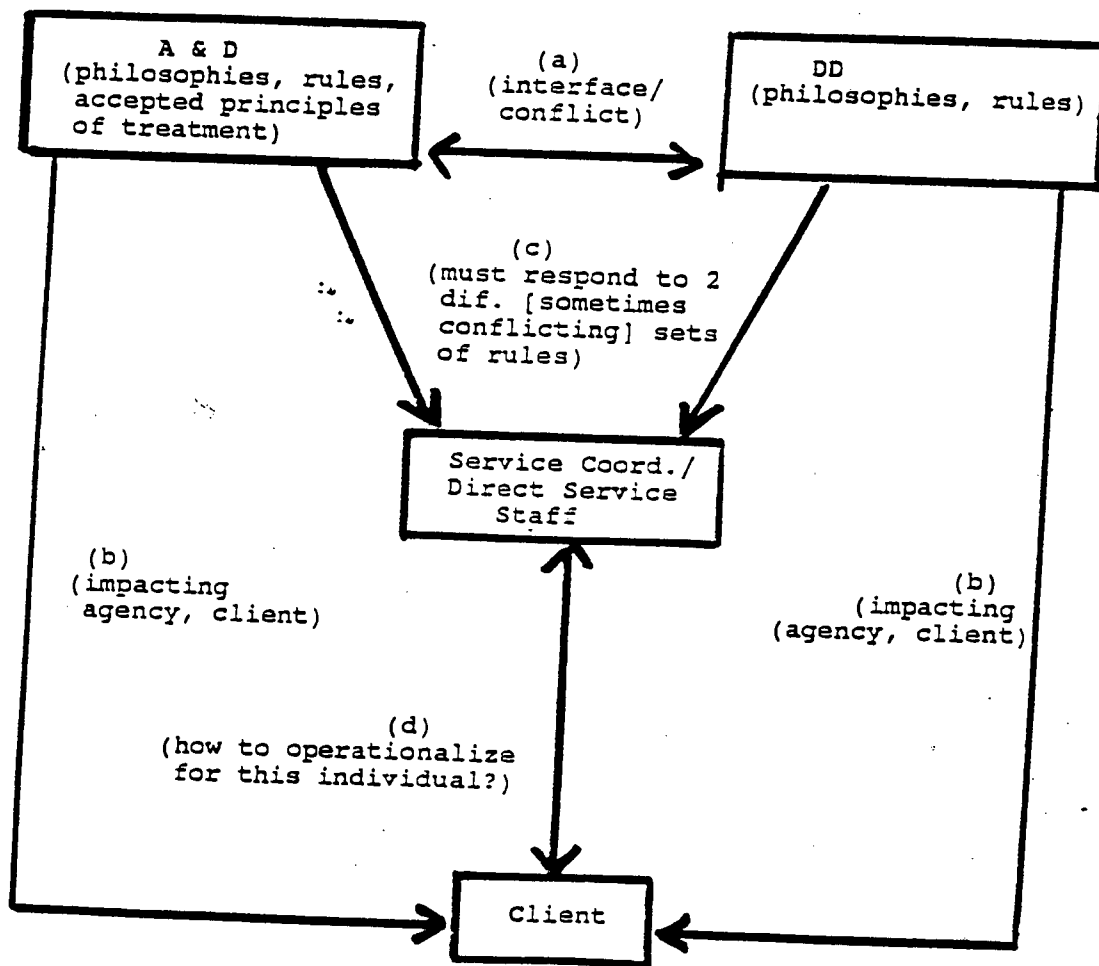 A & D
(philosophies, rules,
accepted principles
of treatment)
(a)
(interface/
conflict)
DD
(philosophies, rules)
(c)
(must respond to 2
dif. [sometimes
conflicting] sets
of rules)
Service Coord./
Direct Service
Staff
(b)
(impacting
agency, client)
(b)
(impacting
(agency, client)
(d)
(how to operationalize
for this individual?)
Client